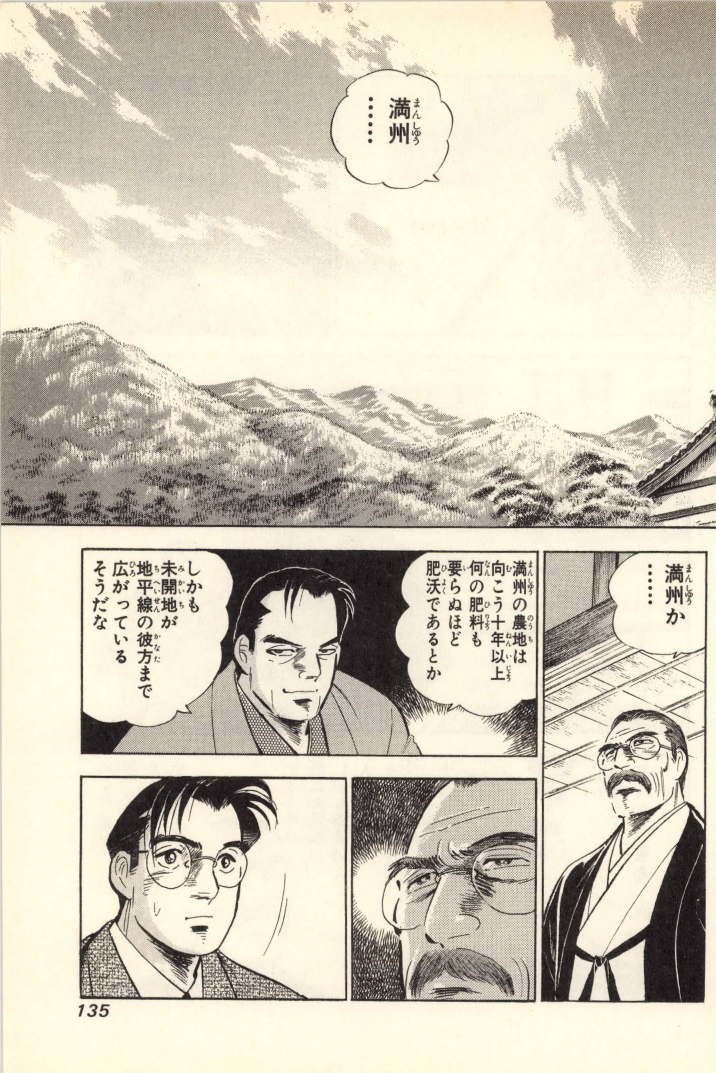 満州
……
満州か
……
満州の農地は
向こう十年以上
何の肥料も
要らぬほど
肥沃であるとか
しかも
未開地が
地平線の彼方まで
広がっている
そうだな
135